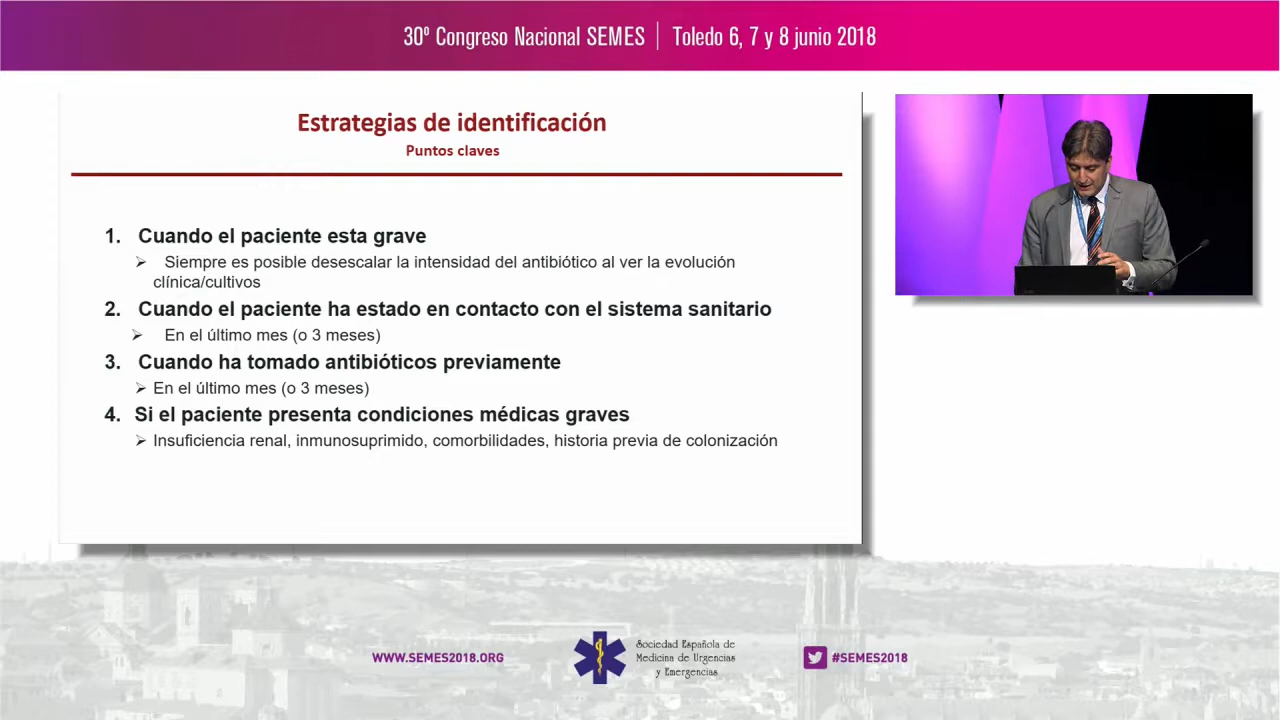 30º Congreso Nacional SEMES | Toledo 6, 7 y 8 junio 2018
Estrategias de identificación
Puntos claves
1. Cuando el paciente esta grave
➢ Siempre es posible desescalar la intensidad del antibiótico al ver la evolución
clínica/cultivos
2. Cuando el paciente ha estado en contacto con el sistema sanitario
➢ En el último mes (o 3 meses)
3. Cuando ha tomado antibióticos previamente
➢ En el último mes (o 3 meses)
4. Si el paciente presenta condiciones médicas graves
➢ Insuficiencia renal, inmunosuprimido, comorbilidades, historia previa de colonización
WWW.SEMES2018.ORG
Sociedad Española de
Medicina de Urgencias
y Emergencias
#SEMES2018